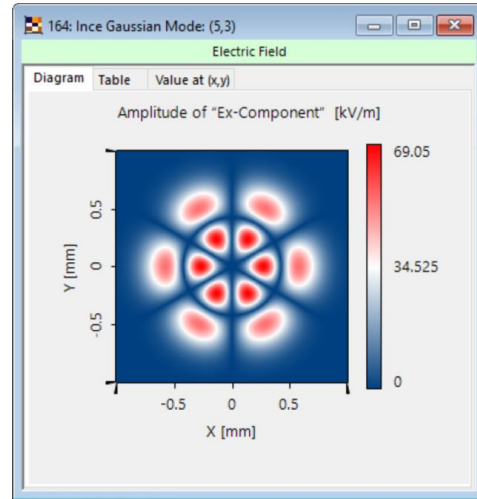 164: Ince Gaussian Mode: (5,3)
Electric Field
Diagram Table Value at (x,y)
Amplitude of "Ex-Component" [kV/m]
69.05
34.525
0
Y [mm]
0.5
0
-0.5
-0.5 0 0.5
X [mm]